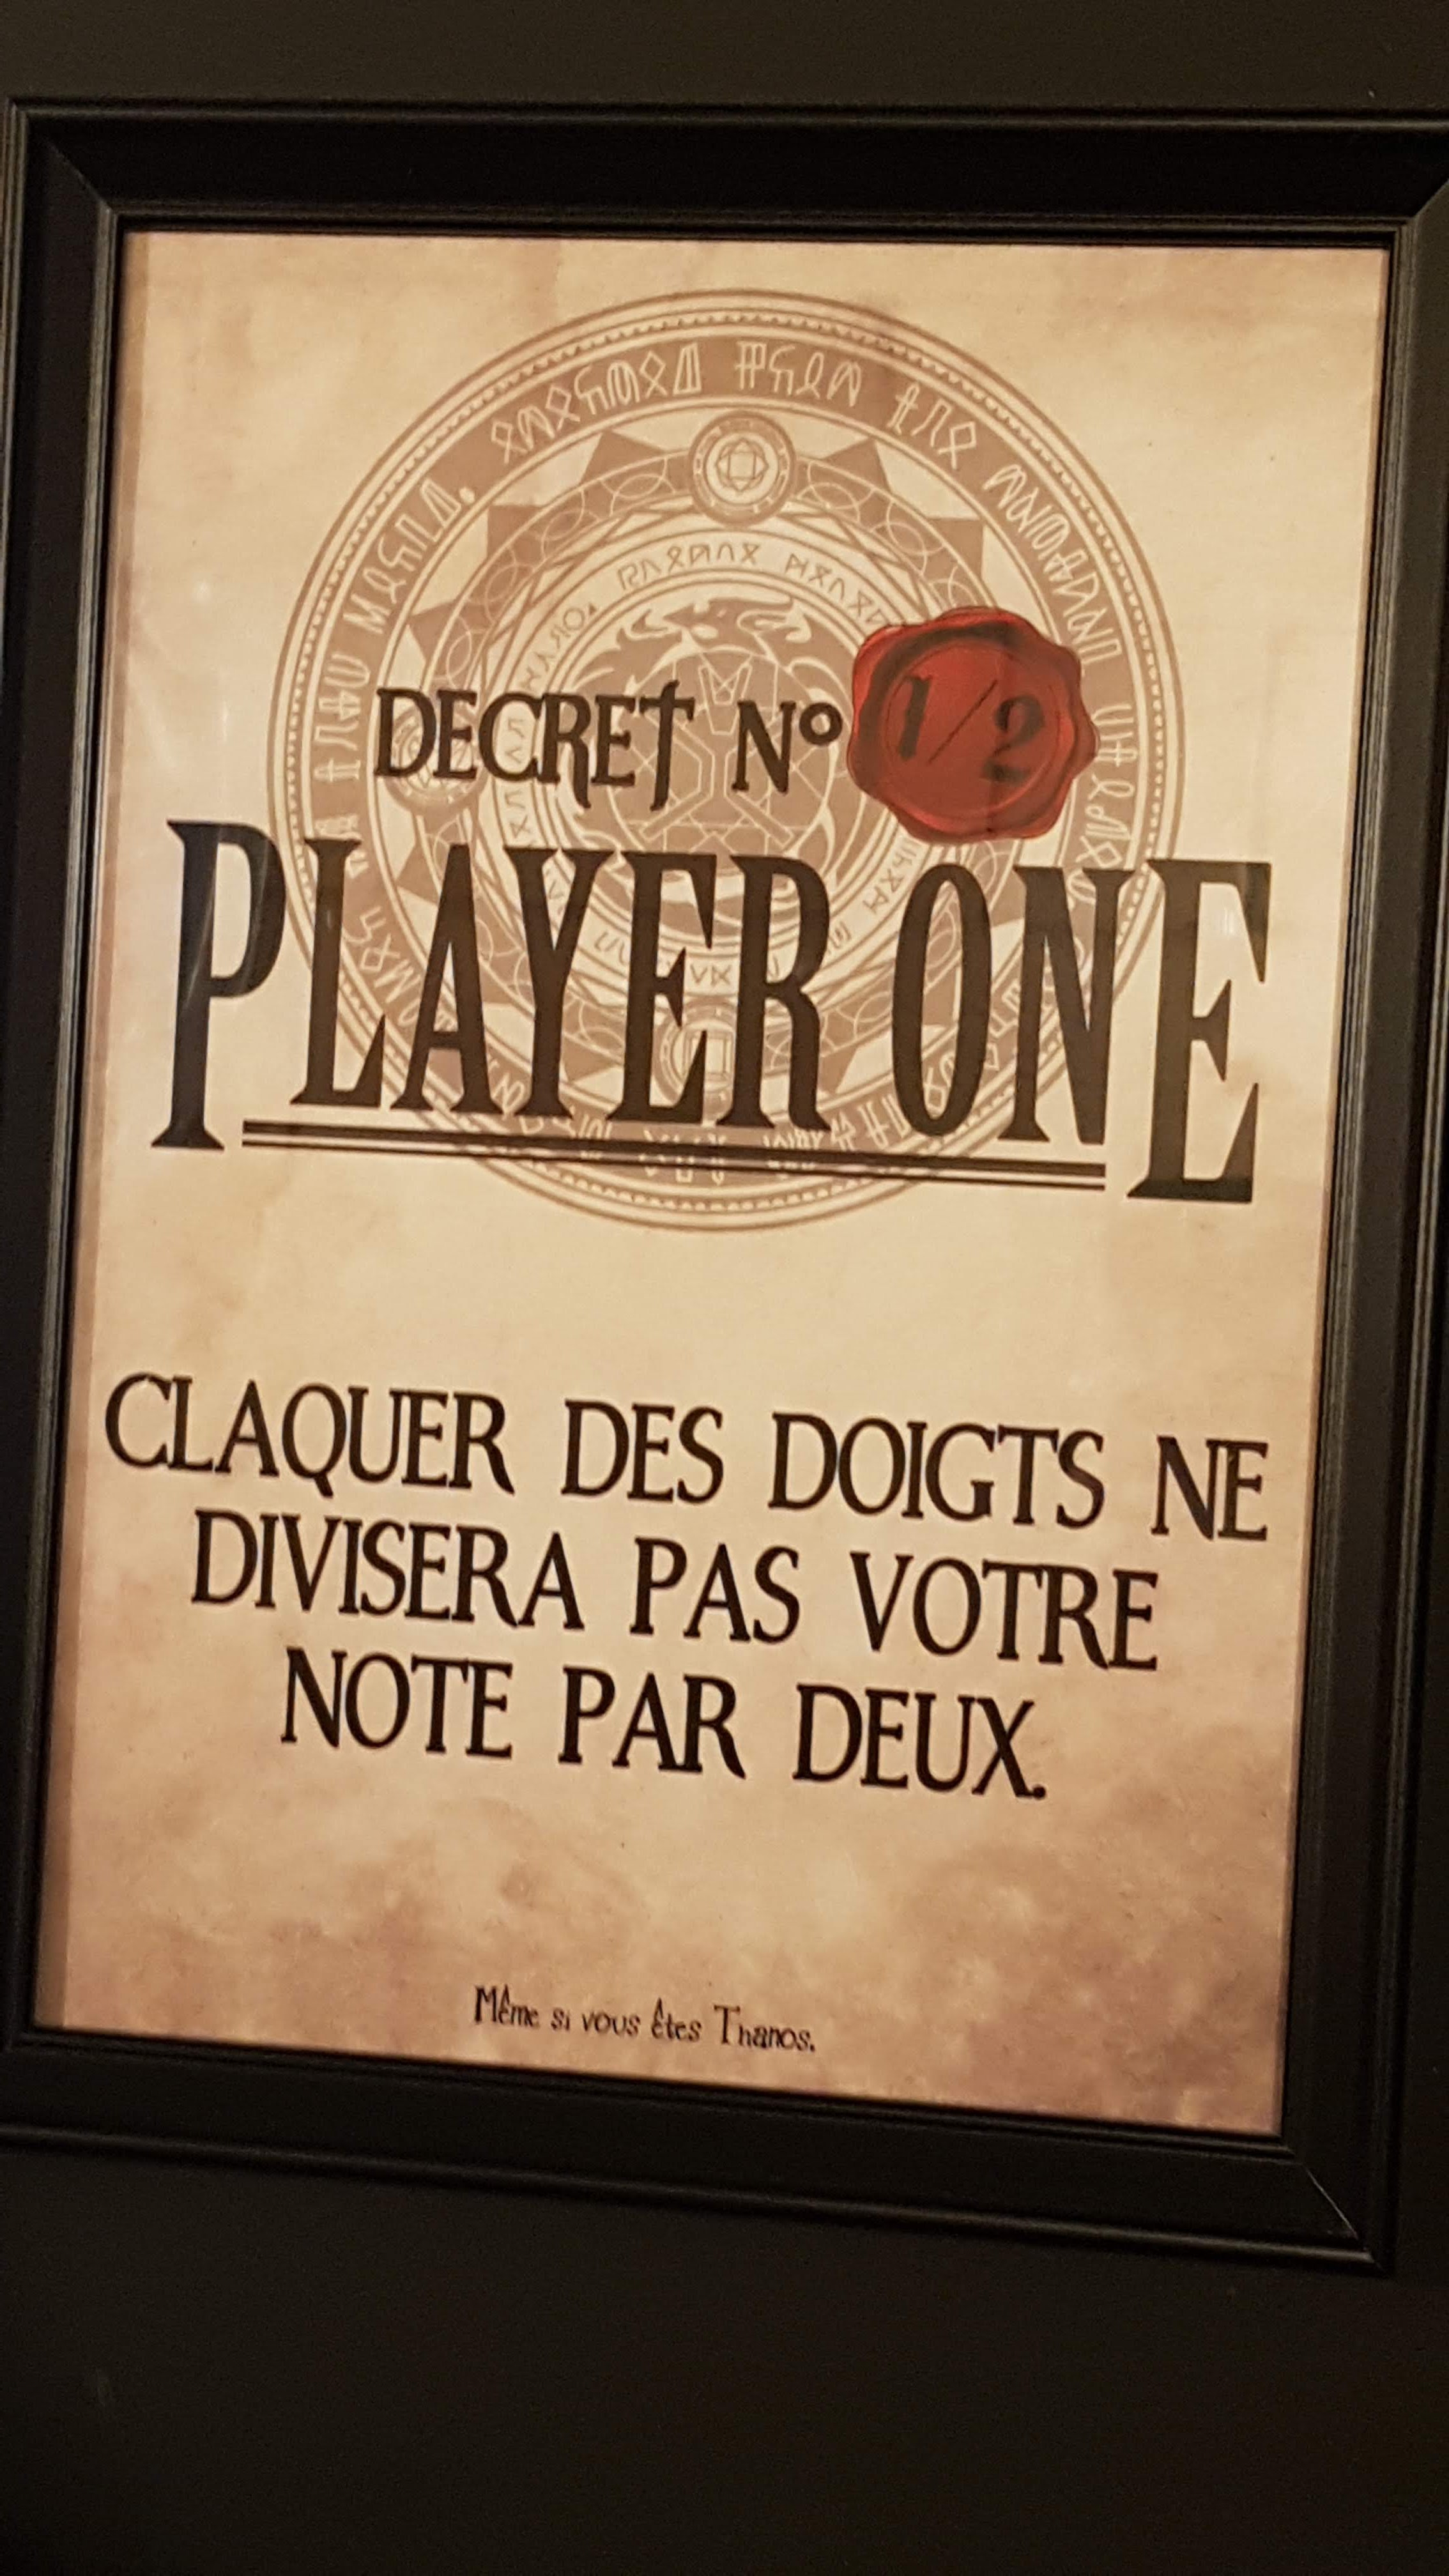 DECRET N° 1/2
PLAYER ONE
CLAQUER DES DOIGTS NE
DIVISERA PAS VOTRE
NOTE PAR DEUX.
Même si vous êtes Thanos.